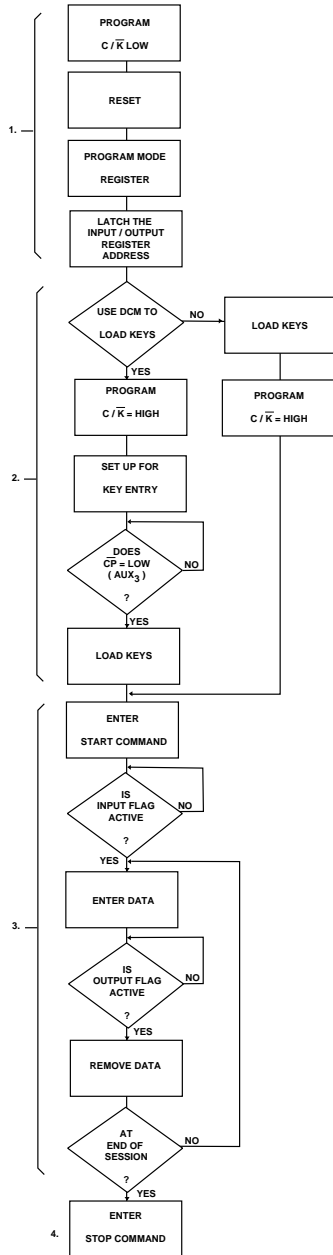 PROGRAM
C / K̅ LOW
1.
RESET
PROGRAM MODE
REGISTER
LATCH THE
INPUT / OUTPUT
REGISTER
ADDRESS
2.
USE DCM TO
LOAD KEYS
NO
LOAD KEYS
YES
PROGRAM
C / K̅ = HIGH
PROGRAM
C / K̅ = HIGH
SET UP FOR
KEY ENTRY
DOES
C̅P̅ = LOW
( AUX3 )
?
NO
YES
LOAD KEYS
3.
ENTER
START COMMAND
IS
INPUT FLAG
ACTIVE
?
NO
YES
ENTER DATA
IS
OUTPUT FLAG
ACTIVE
?
NO
YES
REMOVE DATA
AT
END OF
SESSION
?
NO
YES
4.
ENTER
STOP COMMAND